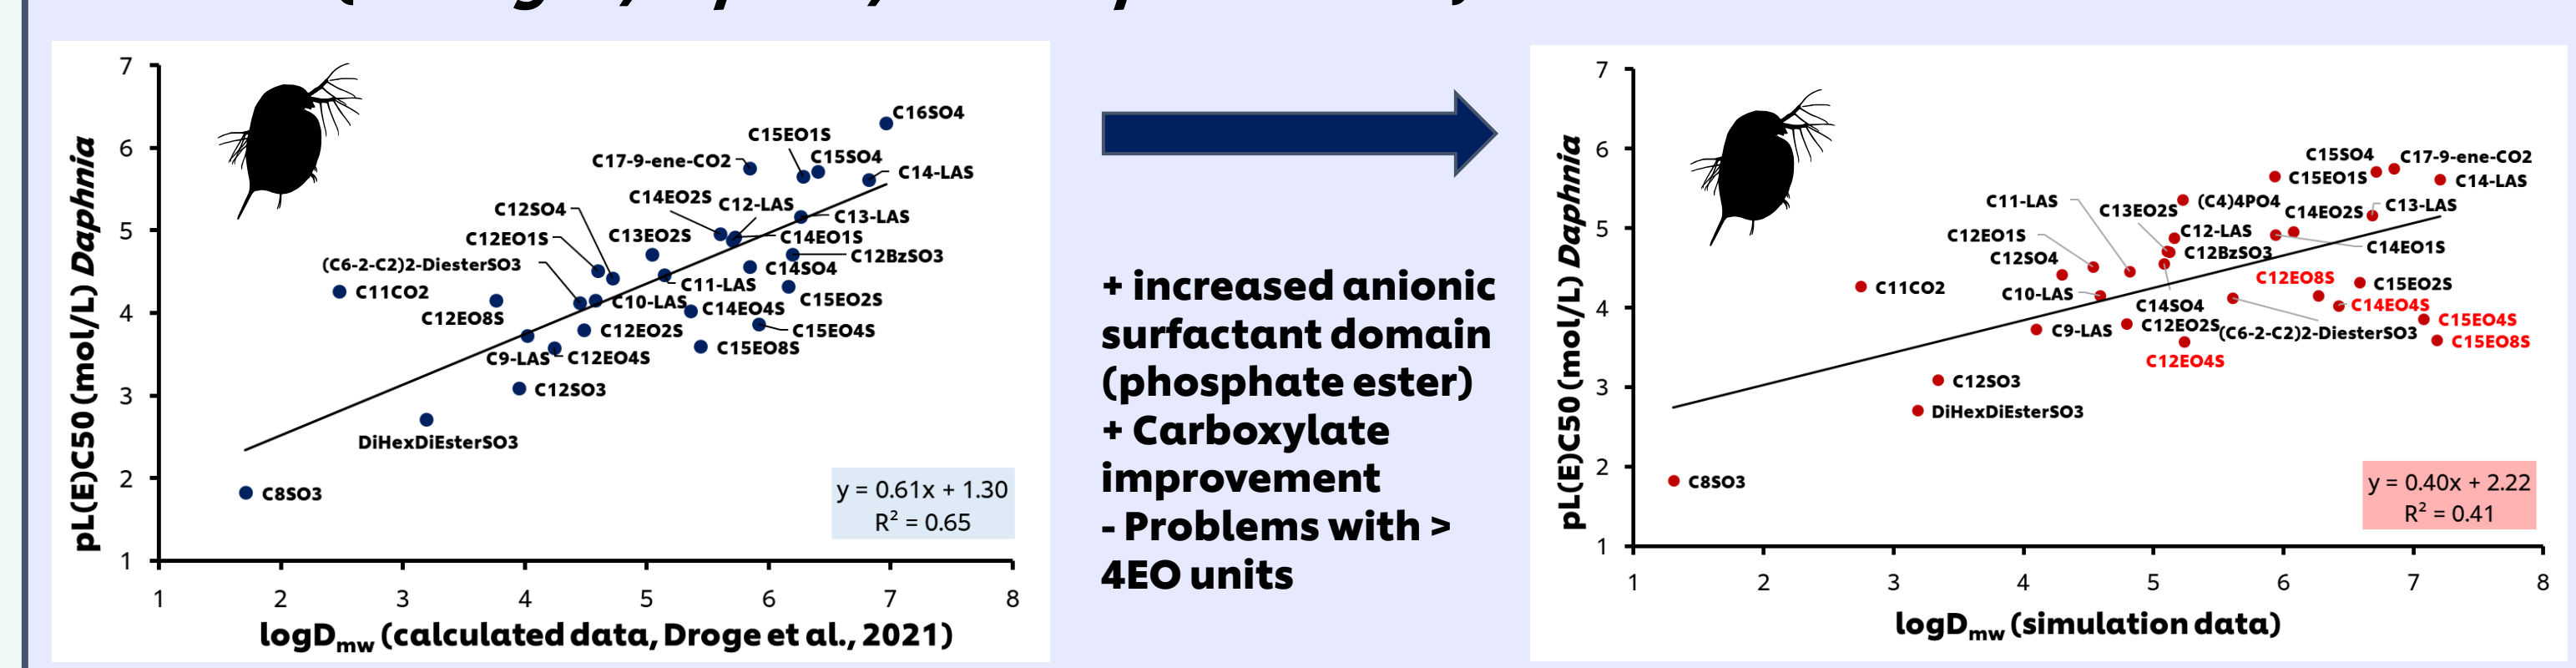 7
6
5
4
3
2
1
pL(E)C50 (mol/L) Daphnia
C16SO4
C15EO1S
C17-9-ene-CO2
C15SO4
C14-LAS
C14EO2S
C12-LAS
C12SO4
C13-LAS
C12EO1S
C13EO2S
C14EO1S
C12BzSO3
(C6-2-C2)2-DiesterSO3
C14SO4
C11-LAS
C11CO2
C10-LAS
C15EO2S
C12EO8S
C14EO4S
C12EO2S
C15EO4S
C15EO8S
C9-LAS
C12EO4S
C12SO3
DiHexDiEsterSO3
C8SO3
y = 0.61x + 1.30
R² = 0.65
1 2 3 4 5 6 7 8
logDmw (calculated data, Droge et al., 2021)
+ increased anionic
surfactant domain
(phosphate ester)
+ Carboxylate
improvement
- Problems with >
4EO units
7
6
5
4
3
2
1
pL(E)C50 (mol/L) Daphnia
C15SO4
C17-9-ene-CO2
C15EO1S
C14-LAS
C11-LAS
(C4)4PO4
C13-LAS
C13EO2S
C14EO2S
C12EO1S
C12-LAS
C14EO1S
C12SO4
C12BzSO3
C12EO8S
C15EO2S
C11CO2
C10-LAS
C14SO4
C14EO4S
C9-LAS
C12EO2S
(C6-2-C2)2-DiesterSO3
C15EO4S
C15EO8S
C12EO4S
C12SO3
DiHexDiEsterSO3
C8SO3
y = 0.40x + 2.22
R² = 0.41
1 2 3 4 5 6 7 8
logDmw (simulation data)